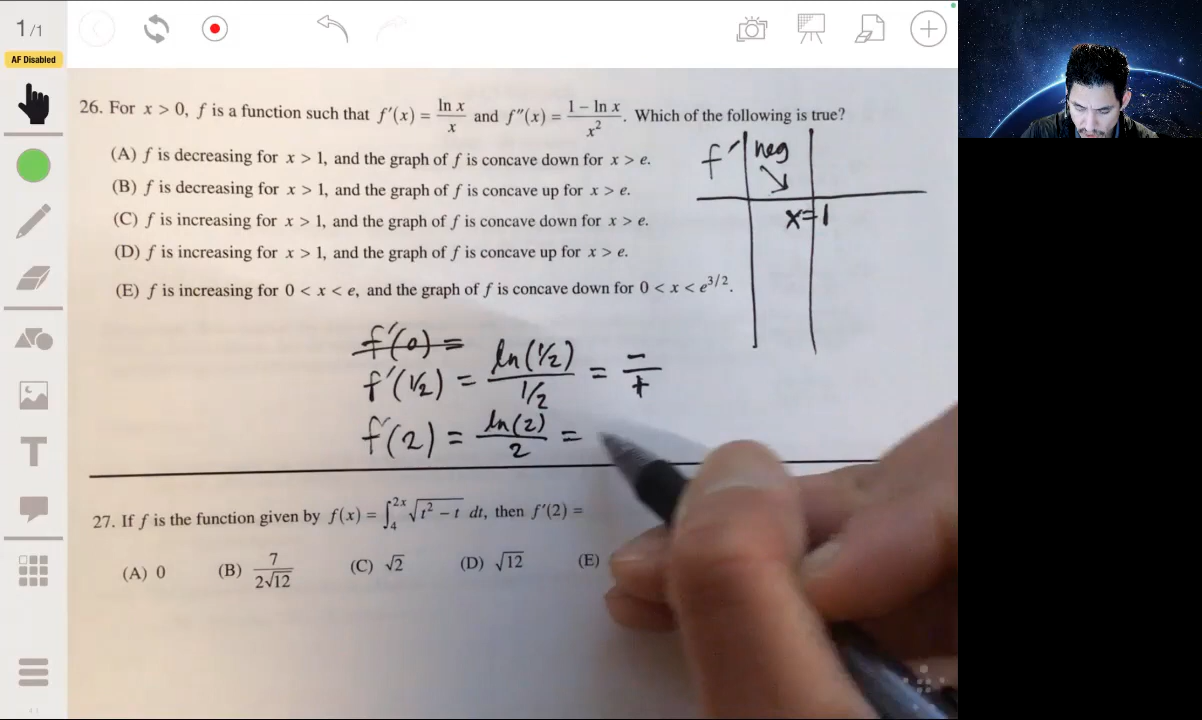 1/1
AF Disabled
26. For x > 0, f is a function such that f′(x) = ln x / x and f″(x) = 1 − ln x / x². Which of the following is true?
(A) f is decreasing for x > 1, and the graph of f is concave down for x > e.
(B) f is decreasing for x > 1, and the graph of f is concave up for x > e.
(C) f is increasing for x > 1, and the graph of f is concave down for x > e.
(D) f is increasing for x > 1, and the graph of f is concave up for x > e.
(E) f is increasing for 0 < x < e, and the graph of f is concave down for 0 < x < e^3/2.
f′ neg
x=1
f′(0) =
f′(1/2) = ln(1/2) / 1/2 = − / +
f′(2) = ln(2) / 2 =
27. If f is the function given by f(x) = ∫₄²ˣ √(t² − t) dt, then f′(2) =
(A) 0 (B) 7 / 2√12 (C) √2 (D) √12 (E)
T